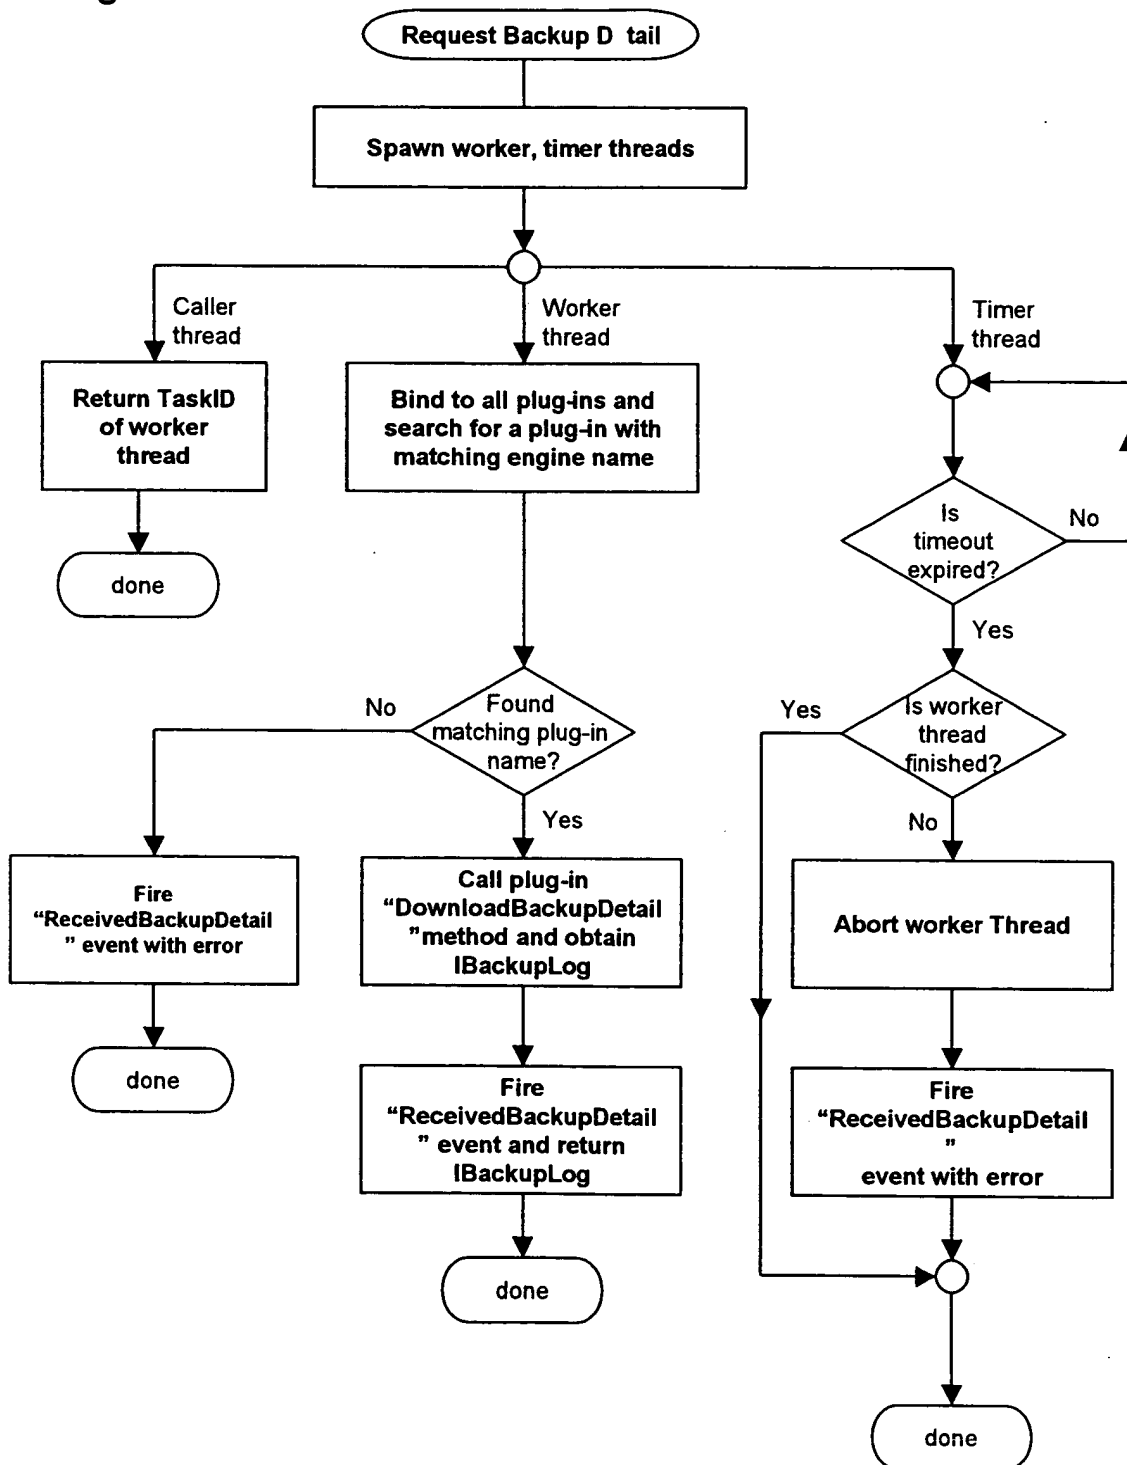 Request Backup D tail
Spawn worker, timer threads
Caller
thread
Worker
thread
Timer
thread
Return TaskID
of worker
thread
done
Bind to all plug-ins and
search for a plug-in with
matching engine name
Is
timeout
expired?
No
Yes
No
Found
matching plug-in
name?
Yes
Yes
Is worker
thread
finished?
No
Fire
“ReceivedBackupDetail
” event with error
done
Call plug-in
“DownloadBackupDetail
”method and obtain
IBackupLog
Fire
“ReceivedBackupDetail
” event and return
IBackupLog
done
Abort worker Thread
Fire
“ReceivedBackupDetail
”
event with error
done